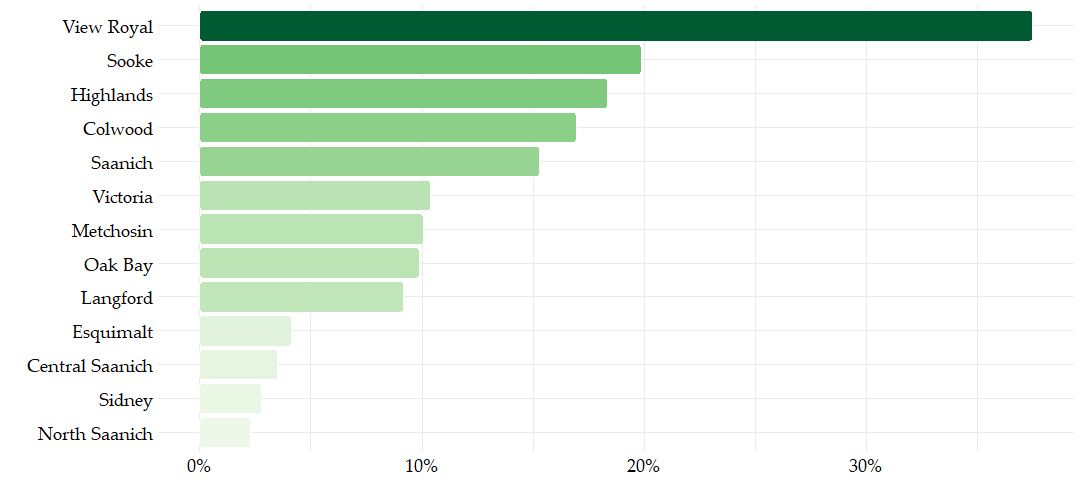 View Royal
Sooke
Highlands
Colwood
Saanich
Victoria
Metchosin
Oak Bay
Langford
Esquimalt
Central Saanich
Sidney
North Saanich
0% 10% 20% 30%